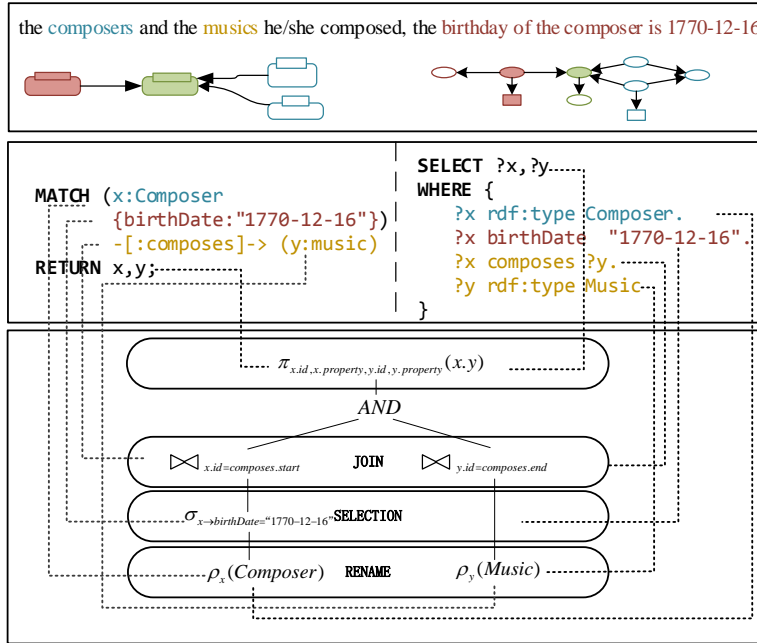 the composers and the musics he/she composed, the birthday of the composer is 1770-12-16
MATCH (x:Composer
{birthDate:"1770-12-16"})
-[:composes]-> (y:music)
RETURN x,y;
SELECT ?x,?y
WHERE {
?x rdf:type Composer.
?x birthDate "1770-12-16".
?x composes ?y.
?y rdf:type Music
}
π x.id,x.property,y.id,y.property (x.y)
AND
⋈ x.id=composes.start JOIN ⋈ y.id=composes.end
σ x→birthDate="1770-12-16" SELECTION
ρx(Composer) RENAME ρy(Music)